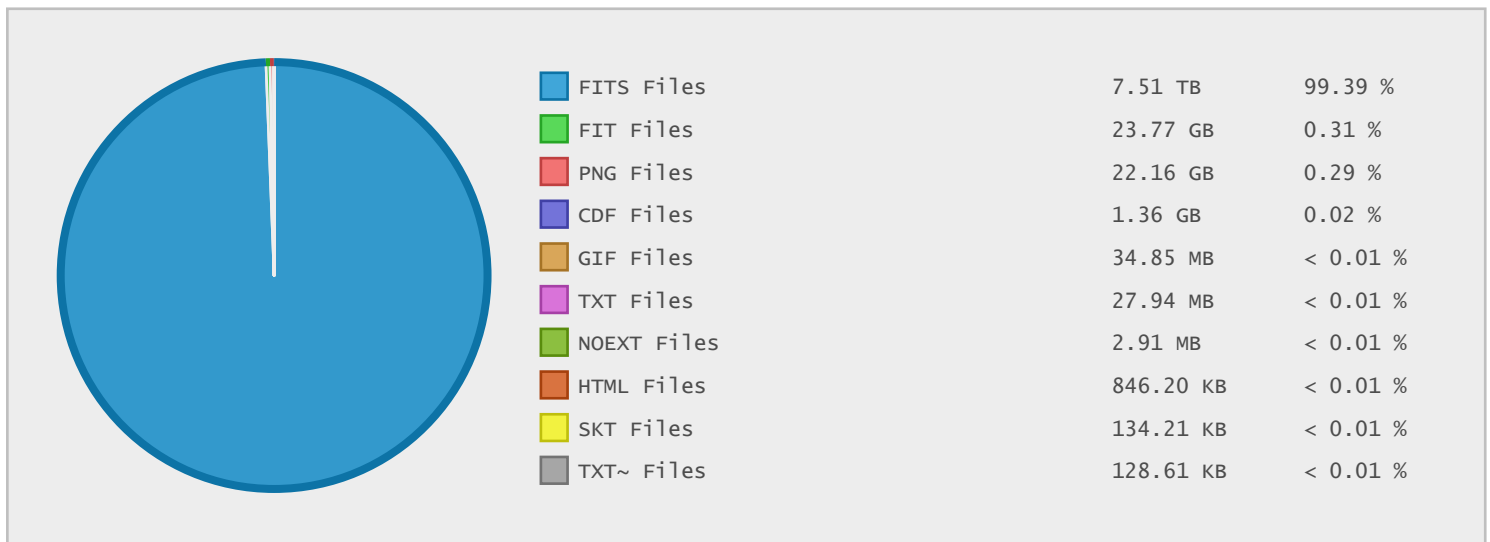 FITS Files 7.51 TB 99.39 %
FIT Files 23.77 GB 0.31 %
PNG Files 22.16 GB 0.29 %
CDF Files 1.36 GB 0.02 %
GIF Files 34.85 MB < 0.01 %
TXT Files 27.94 MB < 0.01 %
NOEXT Files 2.91 MB < 0.01 %
HTML Files 846.20 KB < 0.01 %
SKT Files 134.21 KB < 0.01 %
TXT~ Files 128.61 KB < 0.01 %